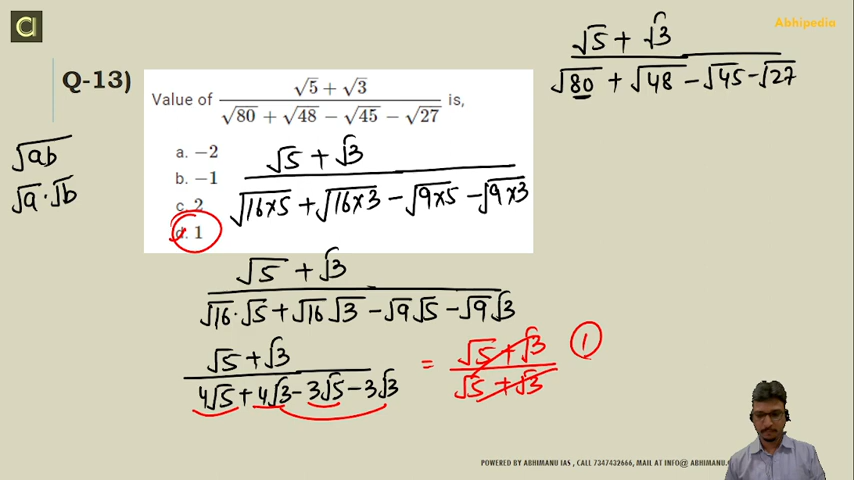 Abhipedia
a
Q-13)
Value of (√5 + √3)/(√80 + √48 − √45 − √27) is,
a. −2
b. −1
c. 2
d. 1
√ab
√a · √b
√5 + √3
√80 + √48 − √45 − √27
√5 + √3
√16×5 + √16×3 − √9×5 − √9×3
√5 + √3
√16 · √5 + √16 √3 − √9 √5 − √9 √3
√5 + √3
4√5 + 4√3 − 3√5 − 3√3
= √5 + √3
√5 + √3
1
POWERED BY ABHIMANU IAS , CALL 7347432666, MAIL AT INFO@ ABHIMANU.